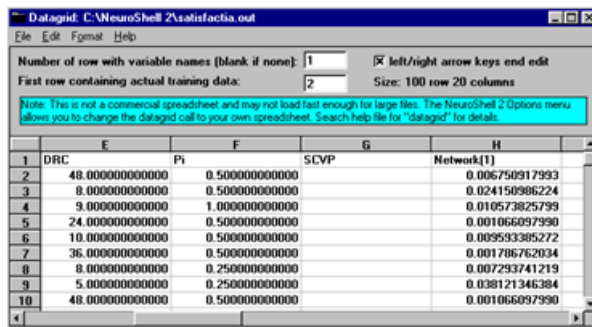 Datagrid: C:\NeuroShell 2\satisfactia.out
File Edit Format Help
Number of row with variable names (blank if none): 1 left/right arrow keys end edit
First row containing actual training data: 2 Size: 100 row 20 columns
Note: This is not a commercial spreadsheet and may not load fast enough for large files. The NeuroShell 2 Options menu
allows you to change the datagrid call to your own spreadsheet. Search help file for "datagrid" for details.
E F G H
1 DRC Pi SCVP Network(1)
2 48.000000000000 0.500000000000 0.006750917993
3 8.000000000000 0.500000000000 0.024150986224
4 9.000000000000 1.000000000000 0.010573825799
5 24.000000000000 0.500000000000 0.001066097990
6 10.000000000000 0.500000000000 0.009593385272
7 36.000000000000 0.500000000000 0.001786762034
8 8.000000000000 0.250000000000 0.007293741219
9 5.000000000000 0.250000000000 0.038121346384
10 48.000000000000 0.500000000000 0.001066097990